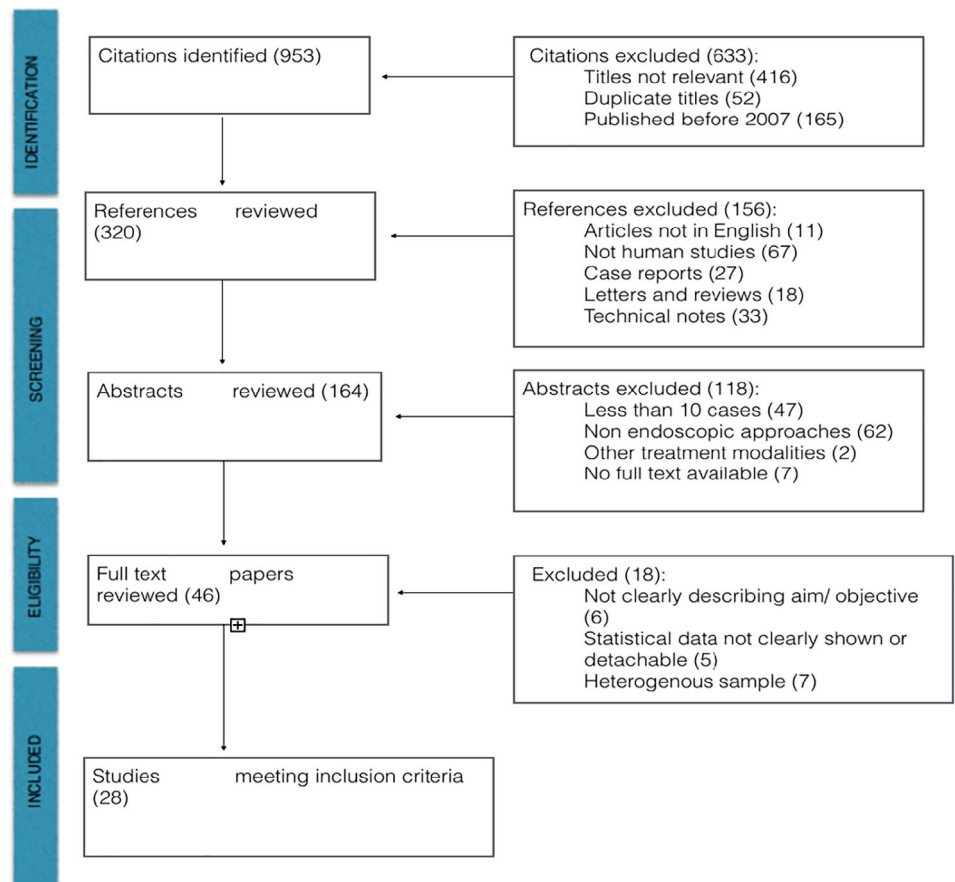 IDENTIFICATION
Citations identified (953)
Citations excluded (633):
Titles not relevant (416)
Duplicate titles (52)
Published before 2007 (165)
SCREENING
References reviewed
(320)
References excluded (156):
Articles not in English (11)
Not human studies (67)
Case reports (27)
Letters and reviews (18)
Technical notes (33)
Abstracts reviewed (164)
Abstracts excluded (118):
Less than 10 cases (47)
Non endoscopic approaches (62)
Other treatment modalities (2)
No full text available (7)
ELIGIBILITY
Full text papers
reviewed (46)
Excluded (18):
Not clearly describing aim/ objective
(6)
Statistical data not clearly shown or
detachable (5)
Heterogenous sample (7)
INCLUDED
Studies meeting inclusion criteria
(28)